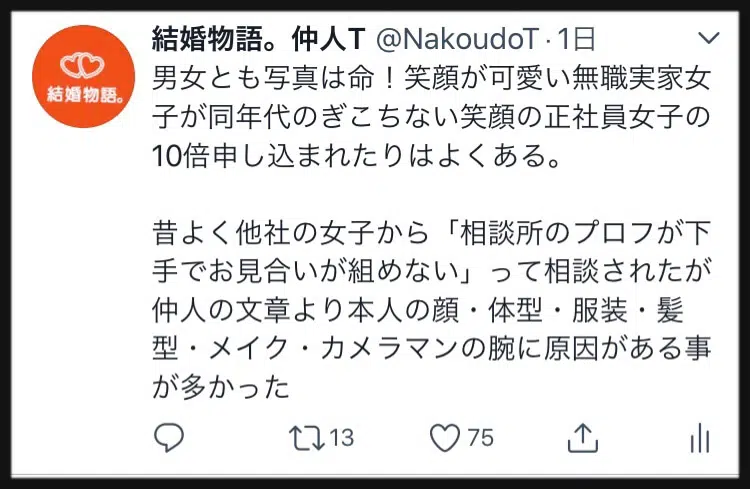 結婚物語。仲人T @NakoudoT · 1日
結婚物語。
男女とも写真は命！笑顔が可愛い無職実家女
子が同年代のぎこちない笑顔の正社員女子の
10倍申し込まれたりはよくある。
昔よく他社の女子から「相談所のプロフが下
手でお見合いが組めない」って相談されたが
仲人の文章より本人の顔・体型・服装・髪
型・メイク・カメラマンの腕に原因がある事
が多かった
13 75